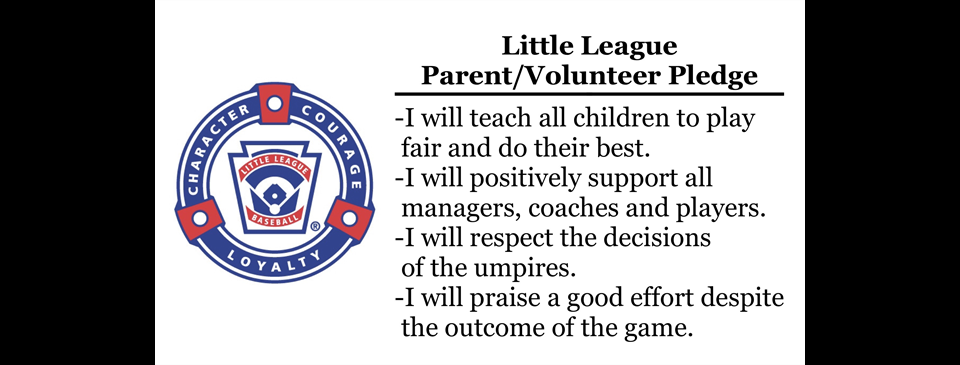 CHARACTER
COURAGE
LOYALTY
LITTLE LEAGUE
BASEBALL
®
Little League
Parent/Volunteer Pledge
-I will teach all children to play
fair and do their best.
-I will positively support all
managers, coaches and players.
-I will respect the decisions
of the umpires.
-I will praise a good effort despite
the outcome of the game.